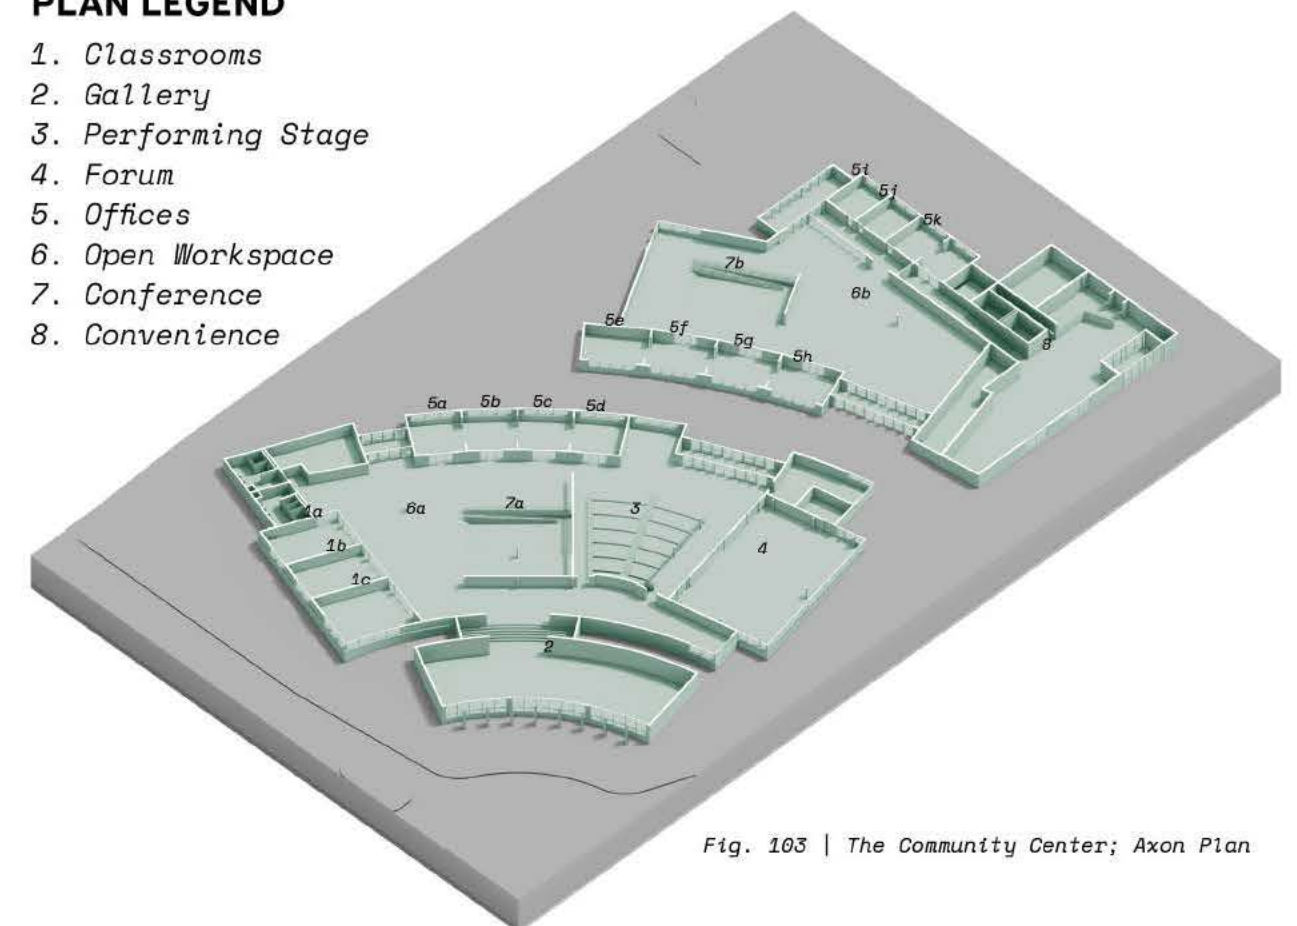 PLAN LEGEND
1. Classrooms
2. Gallery
3. Performing Stage
4. Forum
5. Offices
6. Open Workspace
7. Conference
8. Convenience
5i
5j
5k
7b
6b
5e
5f
5g
5h
8
5a
5b
5c
5d
6a
7a
3
1a
1b
4
1c
2
Fig. 103 | The Community Center; Axon Plan